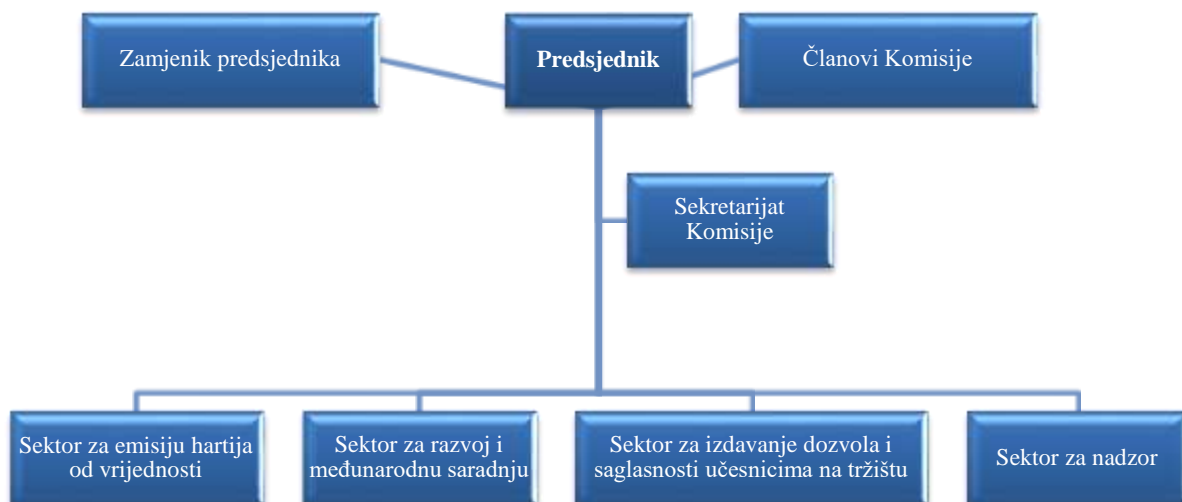 Zamjenik predsjednika
Predsjednik
Članovi Komisije
Sekretarijat
Komisije
Sektor za emisiju hartija
od vrijednosti
Sektor za razvoj i
međunarodnu saradnju
Sektor za izdavanje dozvola i
saglasnosti učesnicima na tržištu
Sektor za nadzor